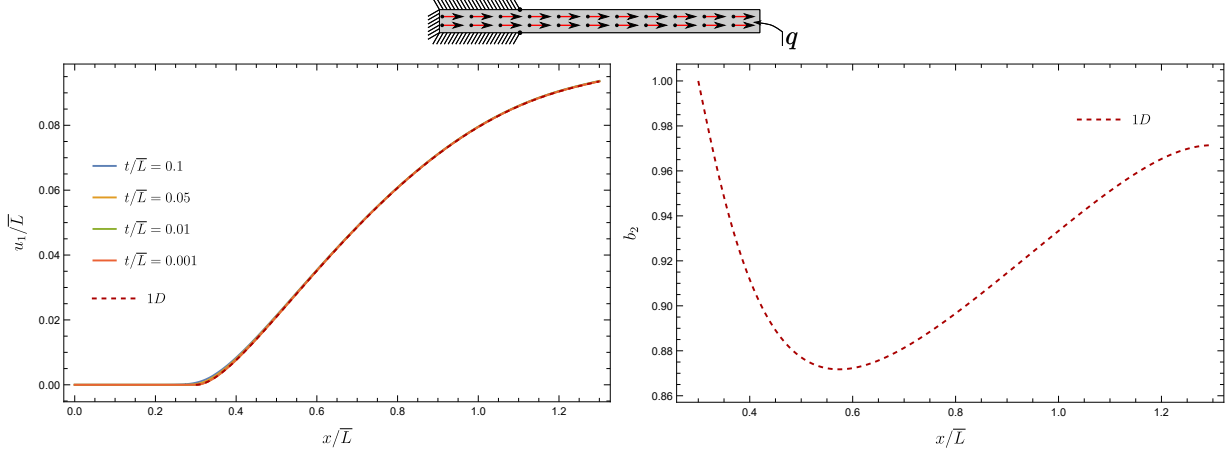 q
0.08
0.06
0.04
0.02
0.00
u₁/L̅
t/L̅ = 0.1
t/L̅ = 0.05
t/L̅ = 0.01
t/L̅ = 0.001
1D
0.0 0.2 0.4 0.6 0.8 1.0 1.2
x/L̅
1.00
0.98
0.96
0.94
0.92
0.90
0.88
0.86
b₂
1D
0.4 0.6 0.8 1.0 1.2
x/L̅